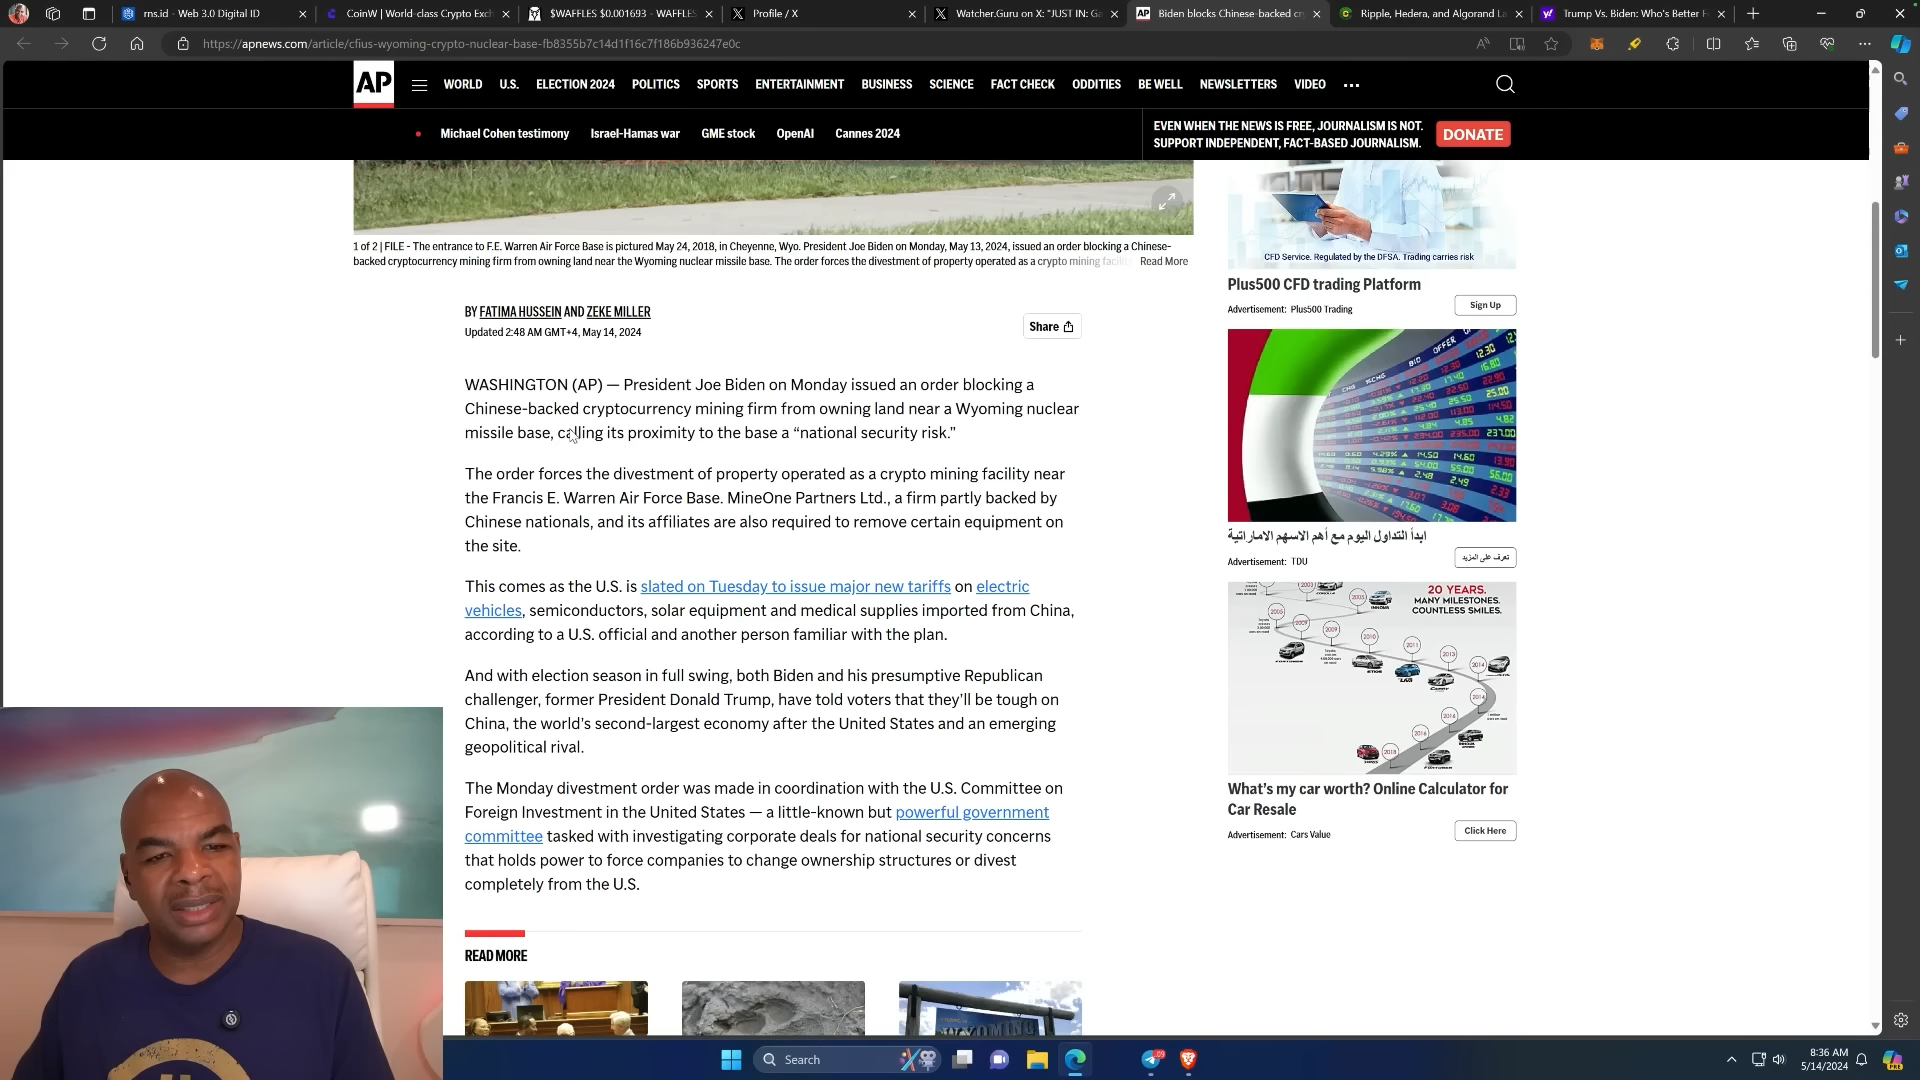 rns.id - Web 3.0 Digital ID
CoinW | World-class Crypto Exch
$WAFFLES $0.001693 - WAFFLES
Profile / X
Watcher.Guru on X: "JUST IN: Ga
Biden blocks Chinese-backed cr
Ripple, Hedera, and Algorand La
Trump Vs. Biden: Who's Better F
https://apnews.com/article/cfius-wyoming-crypto-nuclear-base-fb8355b7c14d1f16c7f186b936247e0c
AP
WORLD U.S. ELECTION 2024 POLITICS SPORTS ENTERTAINMENT BUSINESS SCIENCE FACT CHECK ODDITIES BE WELL NEWSLETTERS VIDEO ...
Michael Cohen testimony Israel-Hamas war GME stock OpenAI Cannes 2024
EVEN WHEN THE NEWS IS FREE, JOURNALISM IS NOT.
SUPPORT INDEPENDENT, FACT-BASED JOURNALISM.
DONATE
1 of 2 | FILE - The entrance to F.E. Warren Air Force Base is pictured May 24, 2018, in Cheyenne, Wyo. President Joe Biden on Monday, May 13, 2024, issued an order blocking a Chinese-
backed cryptocurrency mining firm from owning land near the Wyoming nuclear missile base. The order forces the divestment of property operated as a crypto mining facility Read More
BY FATIMA HUSSEIN AND ZEKE MILLER
Updated 2:48 AM GMT+4, May 14, 2024
Share
WASHINGTON (AP) — President Joe Biden on Monday issued an order blocking a
Chinese-backed cryptocurrency mining firm from owning land near a Wyoming nuclear
missile base, calling its proximity to the base a “national security risk.”
The order forces the divestment of property operated as a crypto mining facility near
the Francis E. Warren Air Force Base. MineOne Partners Ltd., a firm partly backed by
Chinese nationals, and its affiliates are also required to remove certain equipment on
the site.
This comes as the U.S. is slated on Tuesday to issue major new tariffs on electric
vehicles, semiconductors, solar equipment and medical supplies imported from China,
according to a U.S. official and another person familiar with the plan.
And with election season in full swing, both Biden and his presumptive Republican
challenger, former President Donald Trump, have told voters that they’ll be tough on
China, the world’s second-largest economy after the United States and an emerging
geopolitical rival.
The Monday divestment order was made in coordination with the U.S. Committee on
Foreign Investment in the United States — a little-known but powerful government
committee tasked with investigating corporate deals for national security concerns
that holds power to force companies to change ownership structures or divest
completely from the U.S.
READ MORE
WYOMING
CFD Service. Regulated by the DFSA. Trading carries risk
Plus500 CFD trading Platform
Advertisement: Plus500 Trading
Sign Up
BID OFFER
ابدأ التداول اليوم مع أهم الاسهم الاماراتية
Advertisement: TDU
تعرف على المزيد
20 YEARS.
MANY MILESTONES.
COUNTLESS SMILES.
What’s my car worth? Online Calculator for
Car Resale
Advertisement: Cars Value
Click Here
Search
8:36 AM
5/14/2024